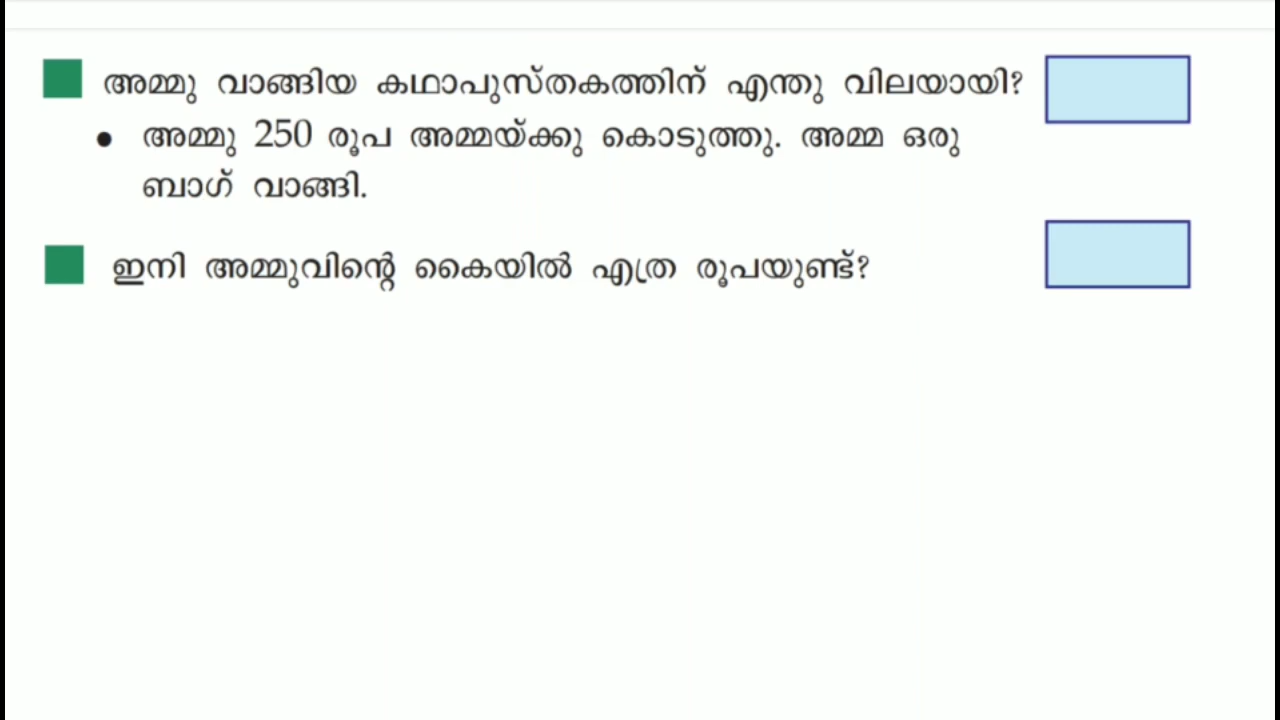 അമ്മു വാങ്ങിയ കഥാപുസ്തകത്തിന് എന്തു വിലയായി?
• അമ്മു 250 രൂപ അമ്മയ്ക്കു കൊടുത്തു. അമ്മ ഒരു
ബാഗ് വാങ്ങി.
ഇനി അമ്മുവിന്റെ കൈയിൽ എത്ര രൂപയുണ്ട്?